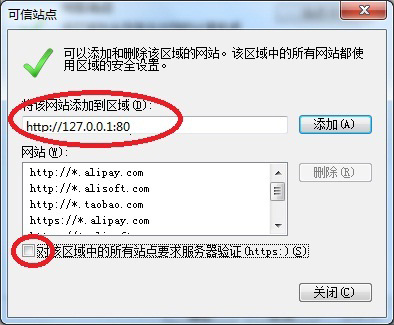 可信站点
可以添加和删除该区域的网站。该区域中的所有网站都使用区域的安全设置。
将该网站添加到区域(D):
http://127.0.0.1:80
添加(A)
网站(W):
http://*.alipay.com
http://*.alisoft.com
http://*.taobao.com
https://*.alipay.com
删除(R)
对该区域中的所有站点要求服务器验证(https:)(S)
关闭(C)